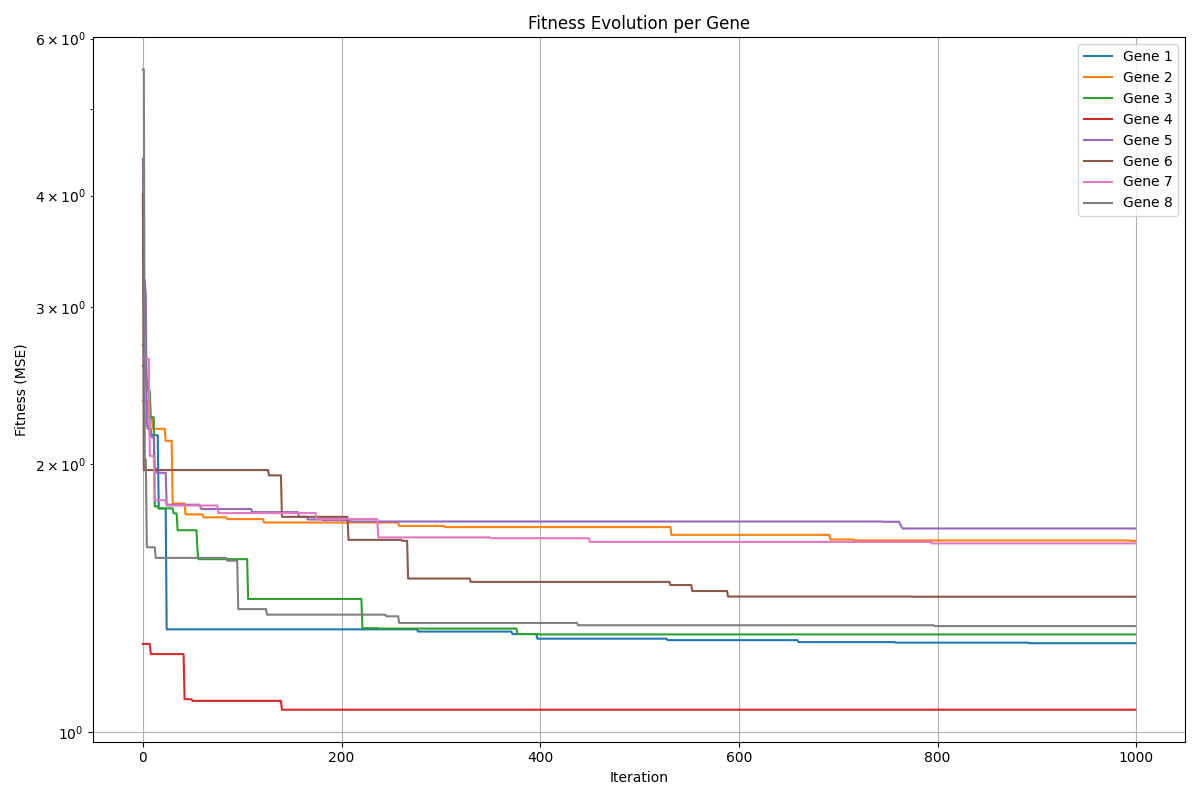 Fitness Evolution per Gene
6 × 10⁰
4 × 10⁰
3 × 10⁰
2 × 10⁰
10⁰
Fitness (MSE)
0 200 400 600 800 1000
Iteration
Gene 1
Gene 2
Gene 3
Gene 4
Gene 5
Gene 6
Gene 7
Gene 8